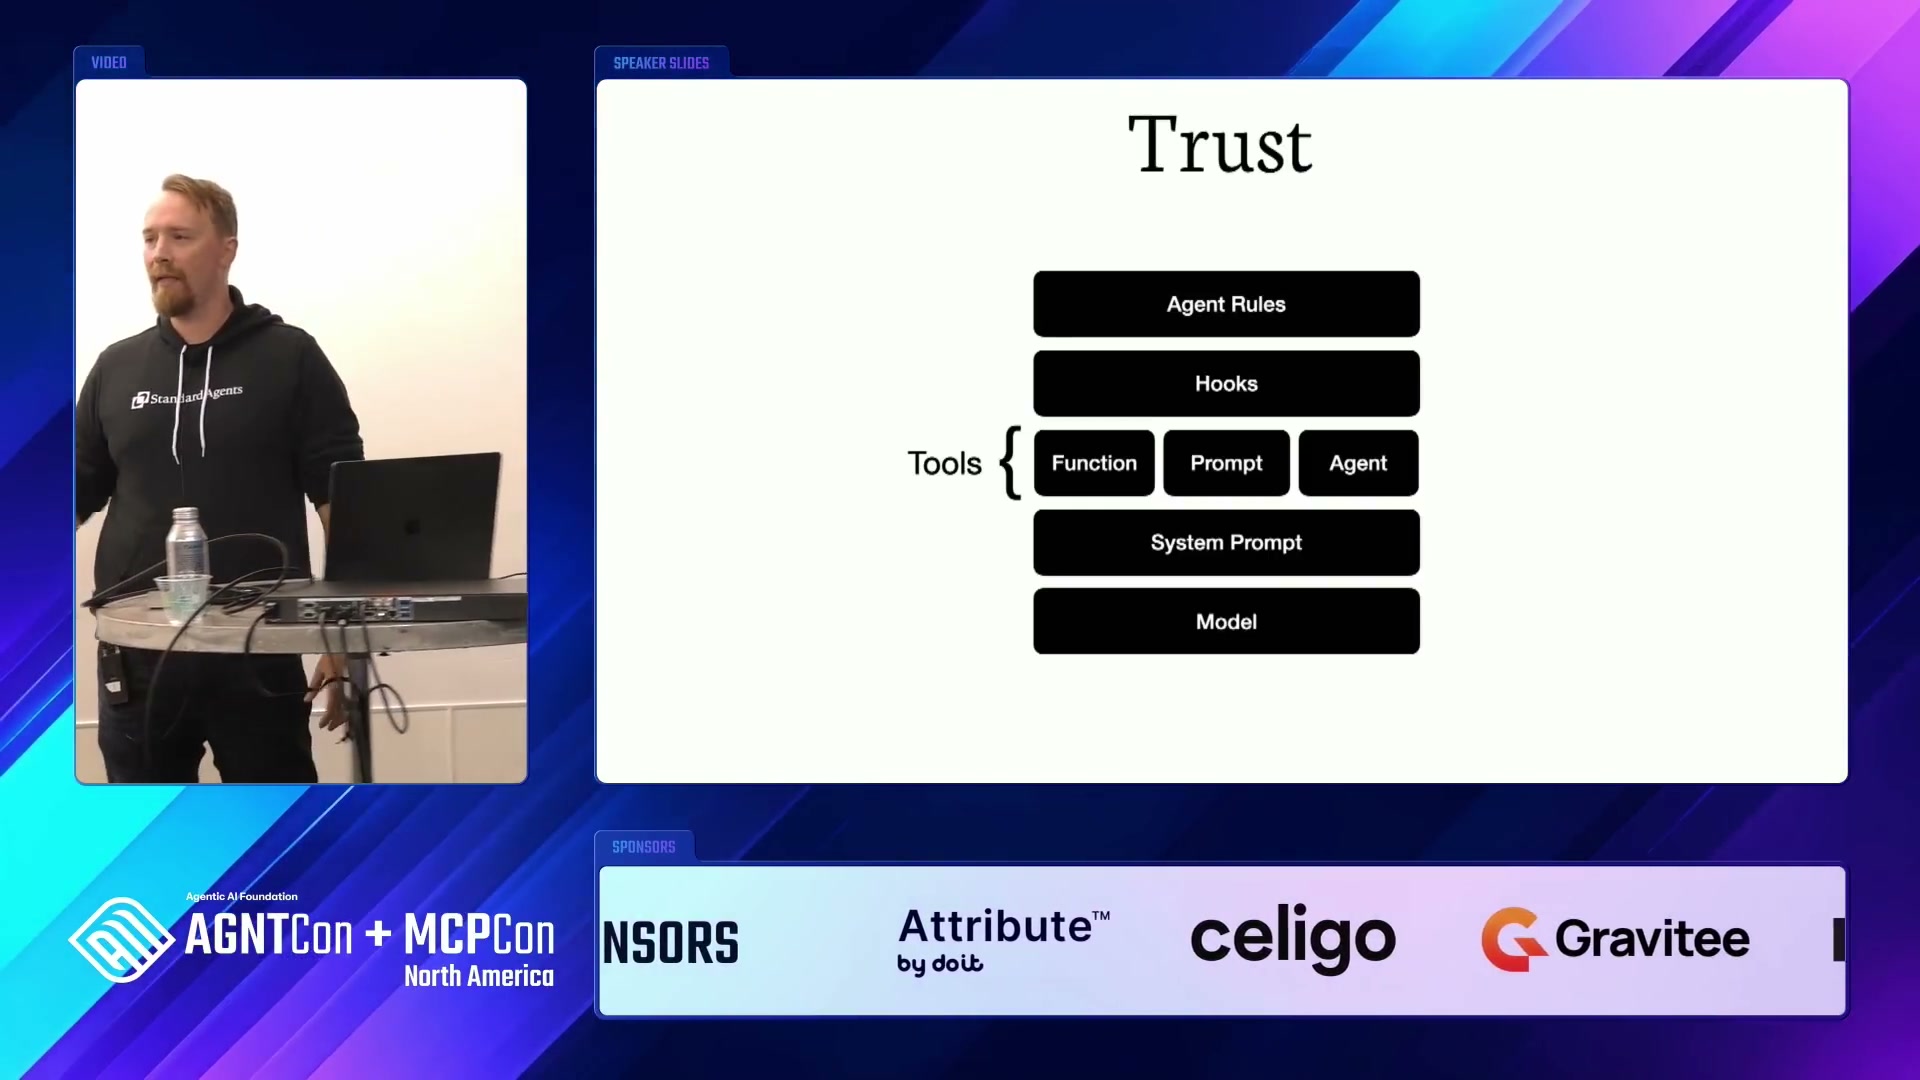 VIDEO
StandardAgents
SPEAKER SLIDES
Trust
Agent Rules
Hooks
Tools {
Function
Prompt
Agent
System Prompt
Model
Agentic AI Foundation
AGNTCon + MCPCon
North America
SPONSORS
NSORS
Attribute™
by doit
celigo
Gravitee